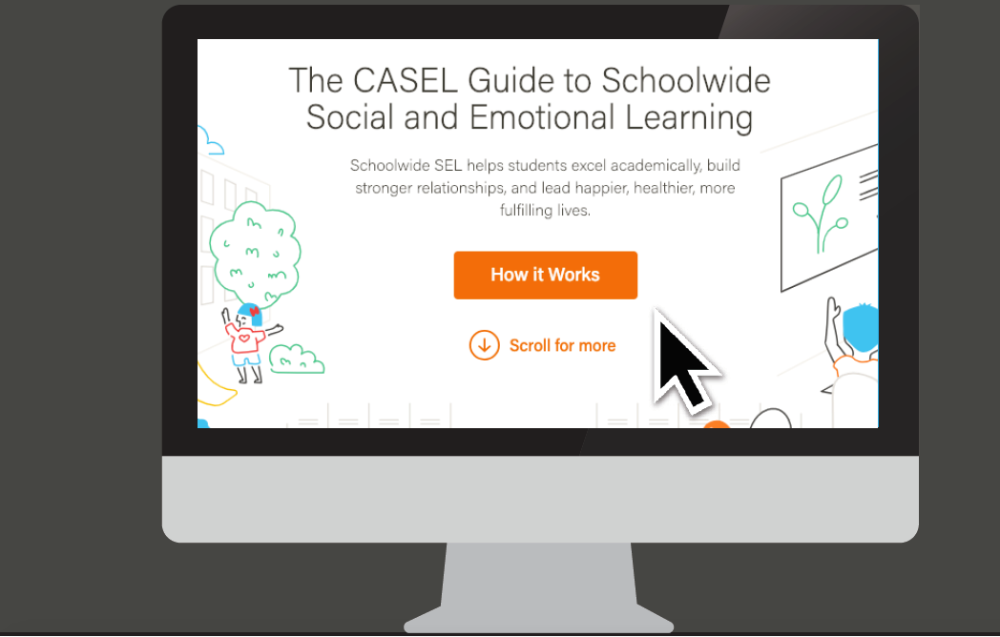 The CASEL Guide to Schoolwide
Social and Emotional Learning
Schoolwide SEL helps students excel academically, build
stronger relationships, and lead happier, healthier, more
fulfilling lives.
How it Works
Scroll for more